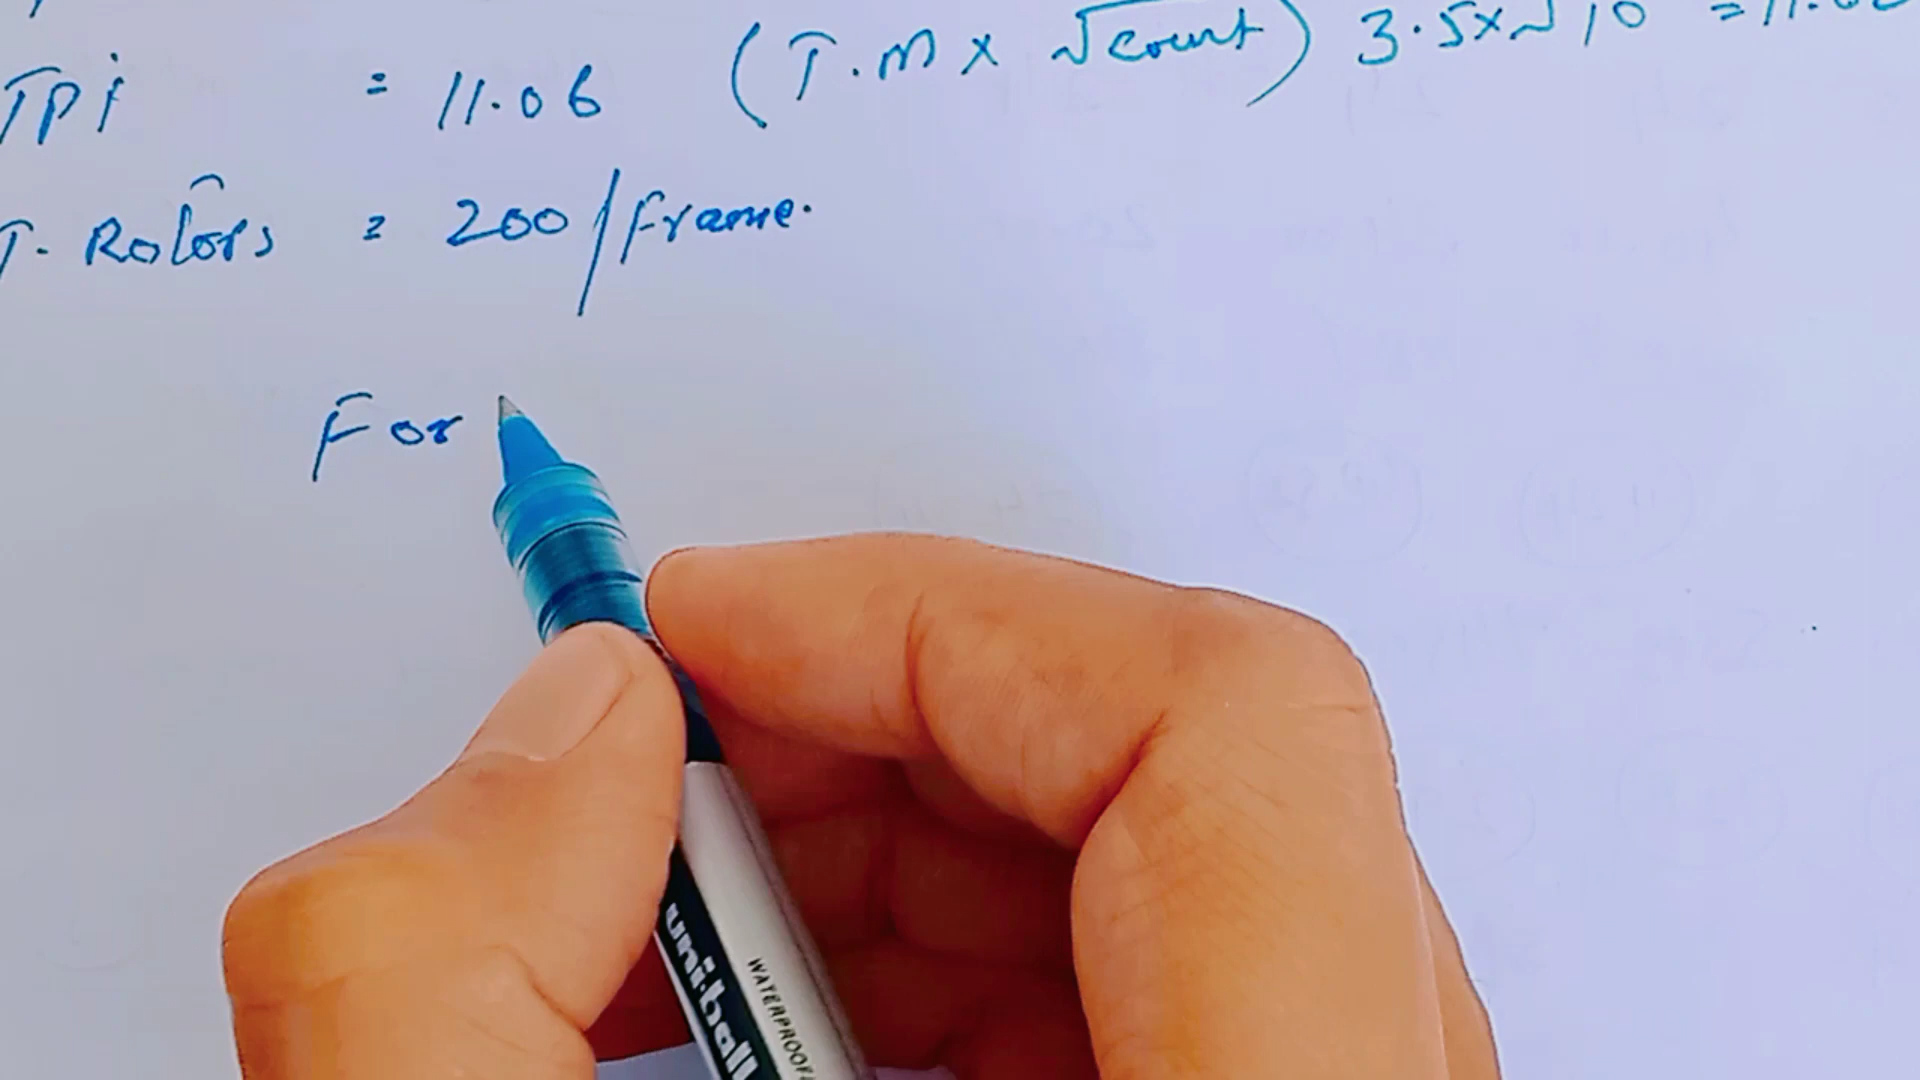 TPI = 11.06 (T.M x √count) 3.5x√10
T. Rotors = 200/frame.
For
uni-ball
WATERPROOF